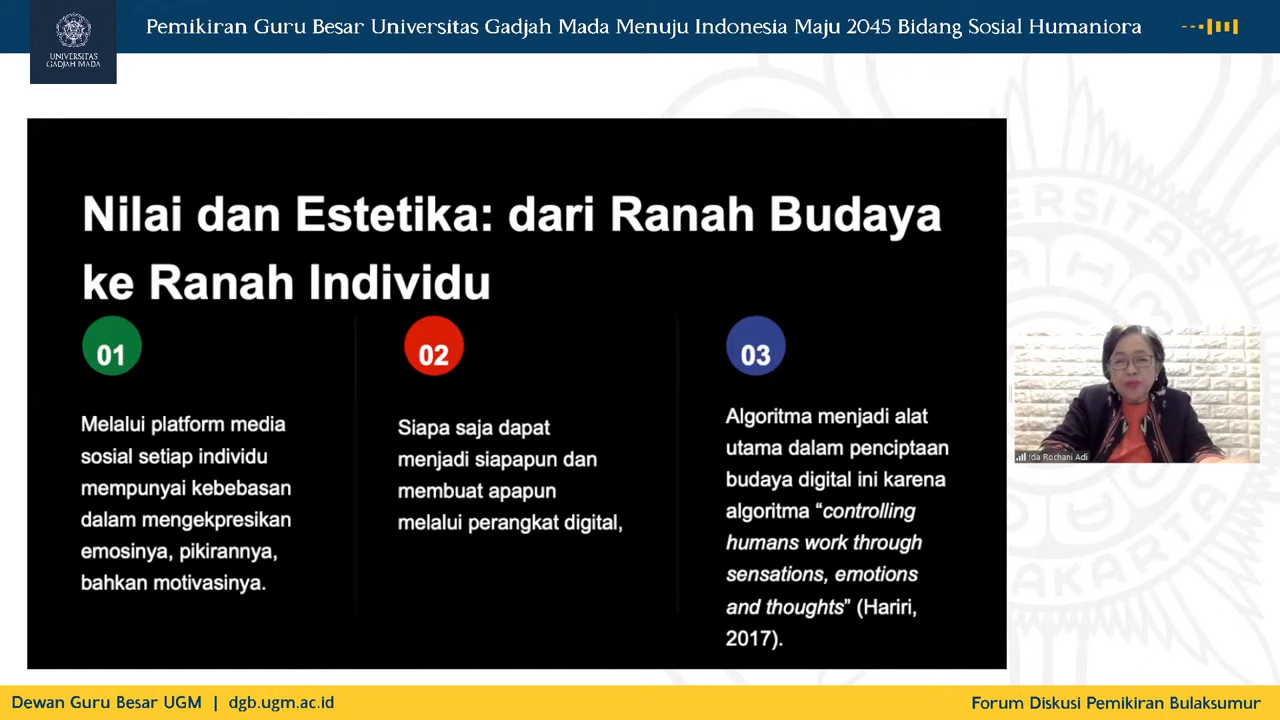 Pemikiran Guru Besar Universitas Gadjah Mada Menuju Indonesia Maju 2045 Bidang Sosial Humaniora
UNIVERSITAS
GADJAH MADA
Nilai dan Estetika: dari Ranah Budaya
ke Ranah Individu
01
Melalui platform media
sosial setiap individu
mempunyai kebebasan
dalam mengekpresikan
emosinya, pikirannya,
bahkan motivasinya.
02
Siapa saja dapat
menjadi siapapun dan
membuat apapun
melalui perangkat digital,
03
Algoritma menjadi alat
utama dalam penciptaan
budaya digital ini karena
algoritma “controlling
humans work through
sensations, emotions
and thoughts” (Hariri,
2017).
Ida Rochani Adi
Dewan Guru Besar UGM | dgb.ugm.ac.id
Forum Diskusi Pemikiran Bulaksumur